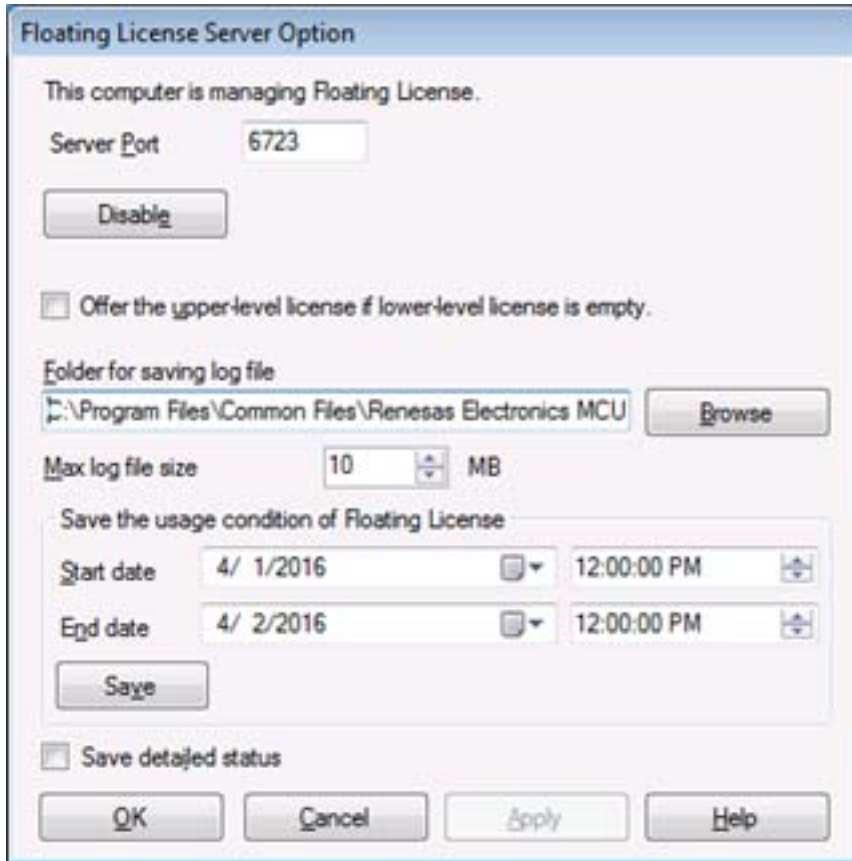 Floating License Server Option
This computer is managing Floating License.
Server Port 6723
Disable
Offer the upper-level license if lower-level license is empty.
Folder for saving log file
C:\Program Files\Common Files\Renesas Electronics MCU Browse
Max log file size 10 MB
Save the usage condition of Floating License
Start date 4/ 1/2016 12:00:00 PM
End date 4/ 2/2016 12:00:00 PM
Save
Save detailed status
OK Cancel Apply Help